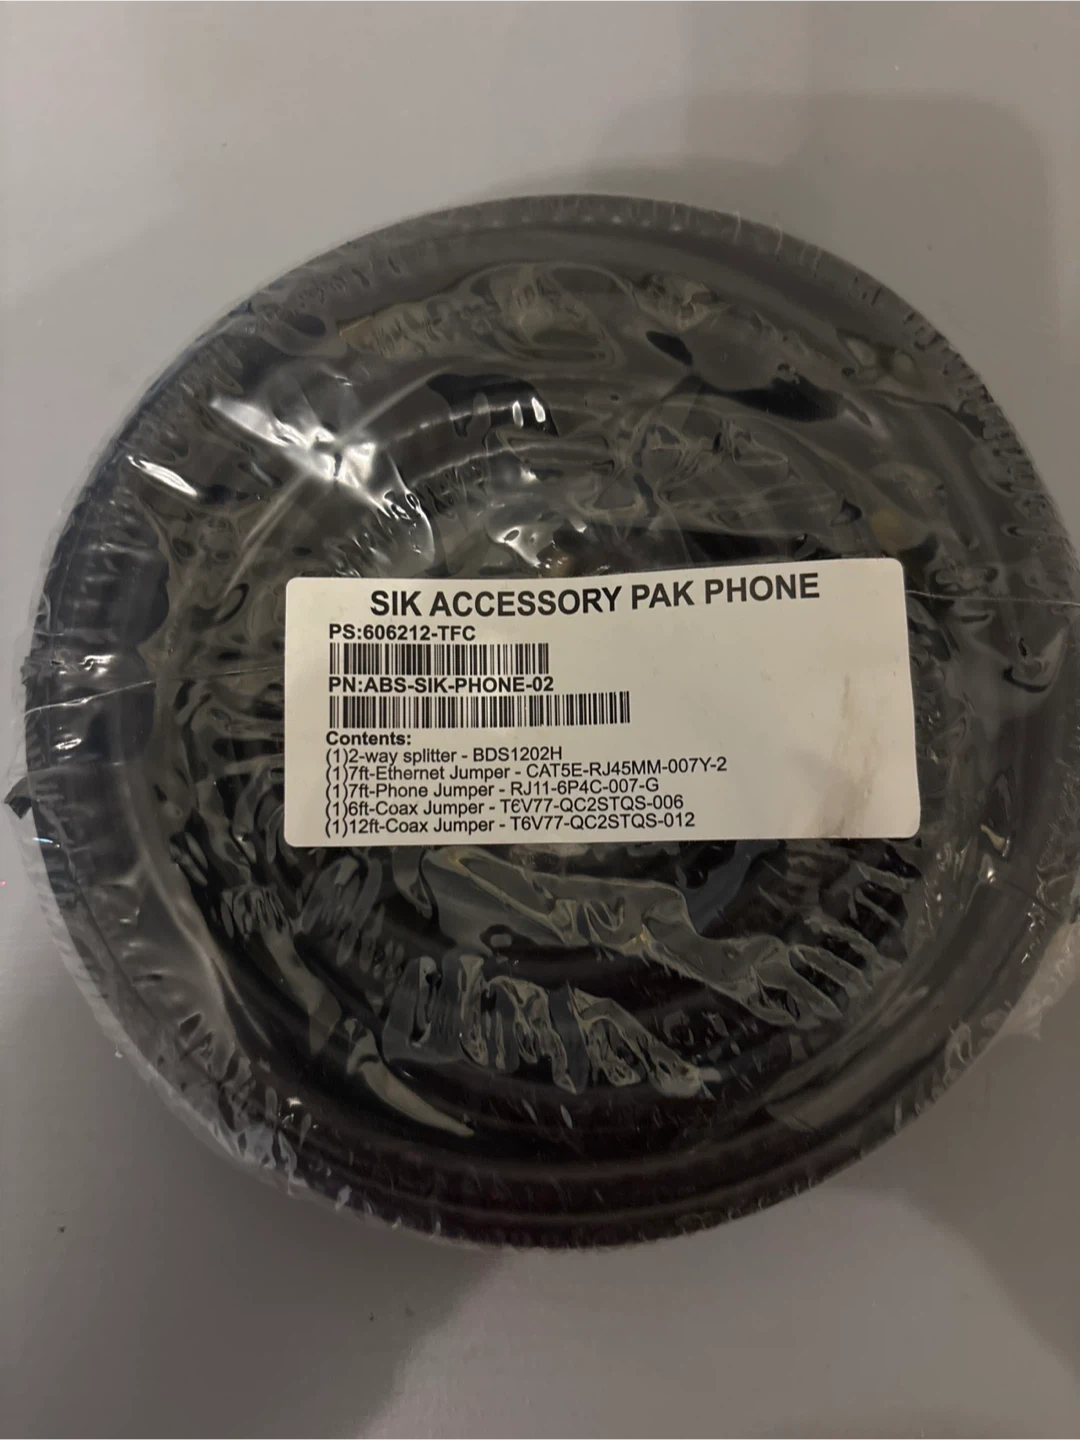 SIK ACCESSORY PAK PHONE
PS:606212-TFC
PN:ABS-SIK-PHONE-02
Contents:
(1)2-way splitter - BDS1202H
(1)7ft-Ethernet Jumper - CAT5E-RJ45MM-007Y-2
(1)7ft-Phone Jumper - RJ11-6P4C-007-G
(1)6ft-Coax Jumper - T6V77-QC2STQS-006
(1)12ft-Coax Jumper - T6V77-QC2STQS-012